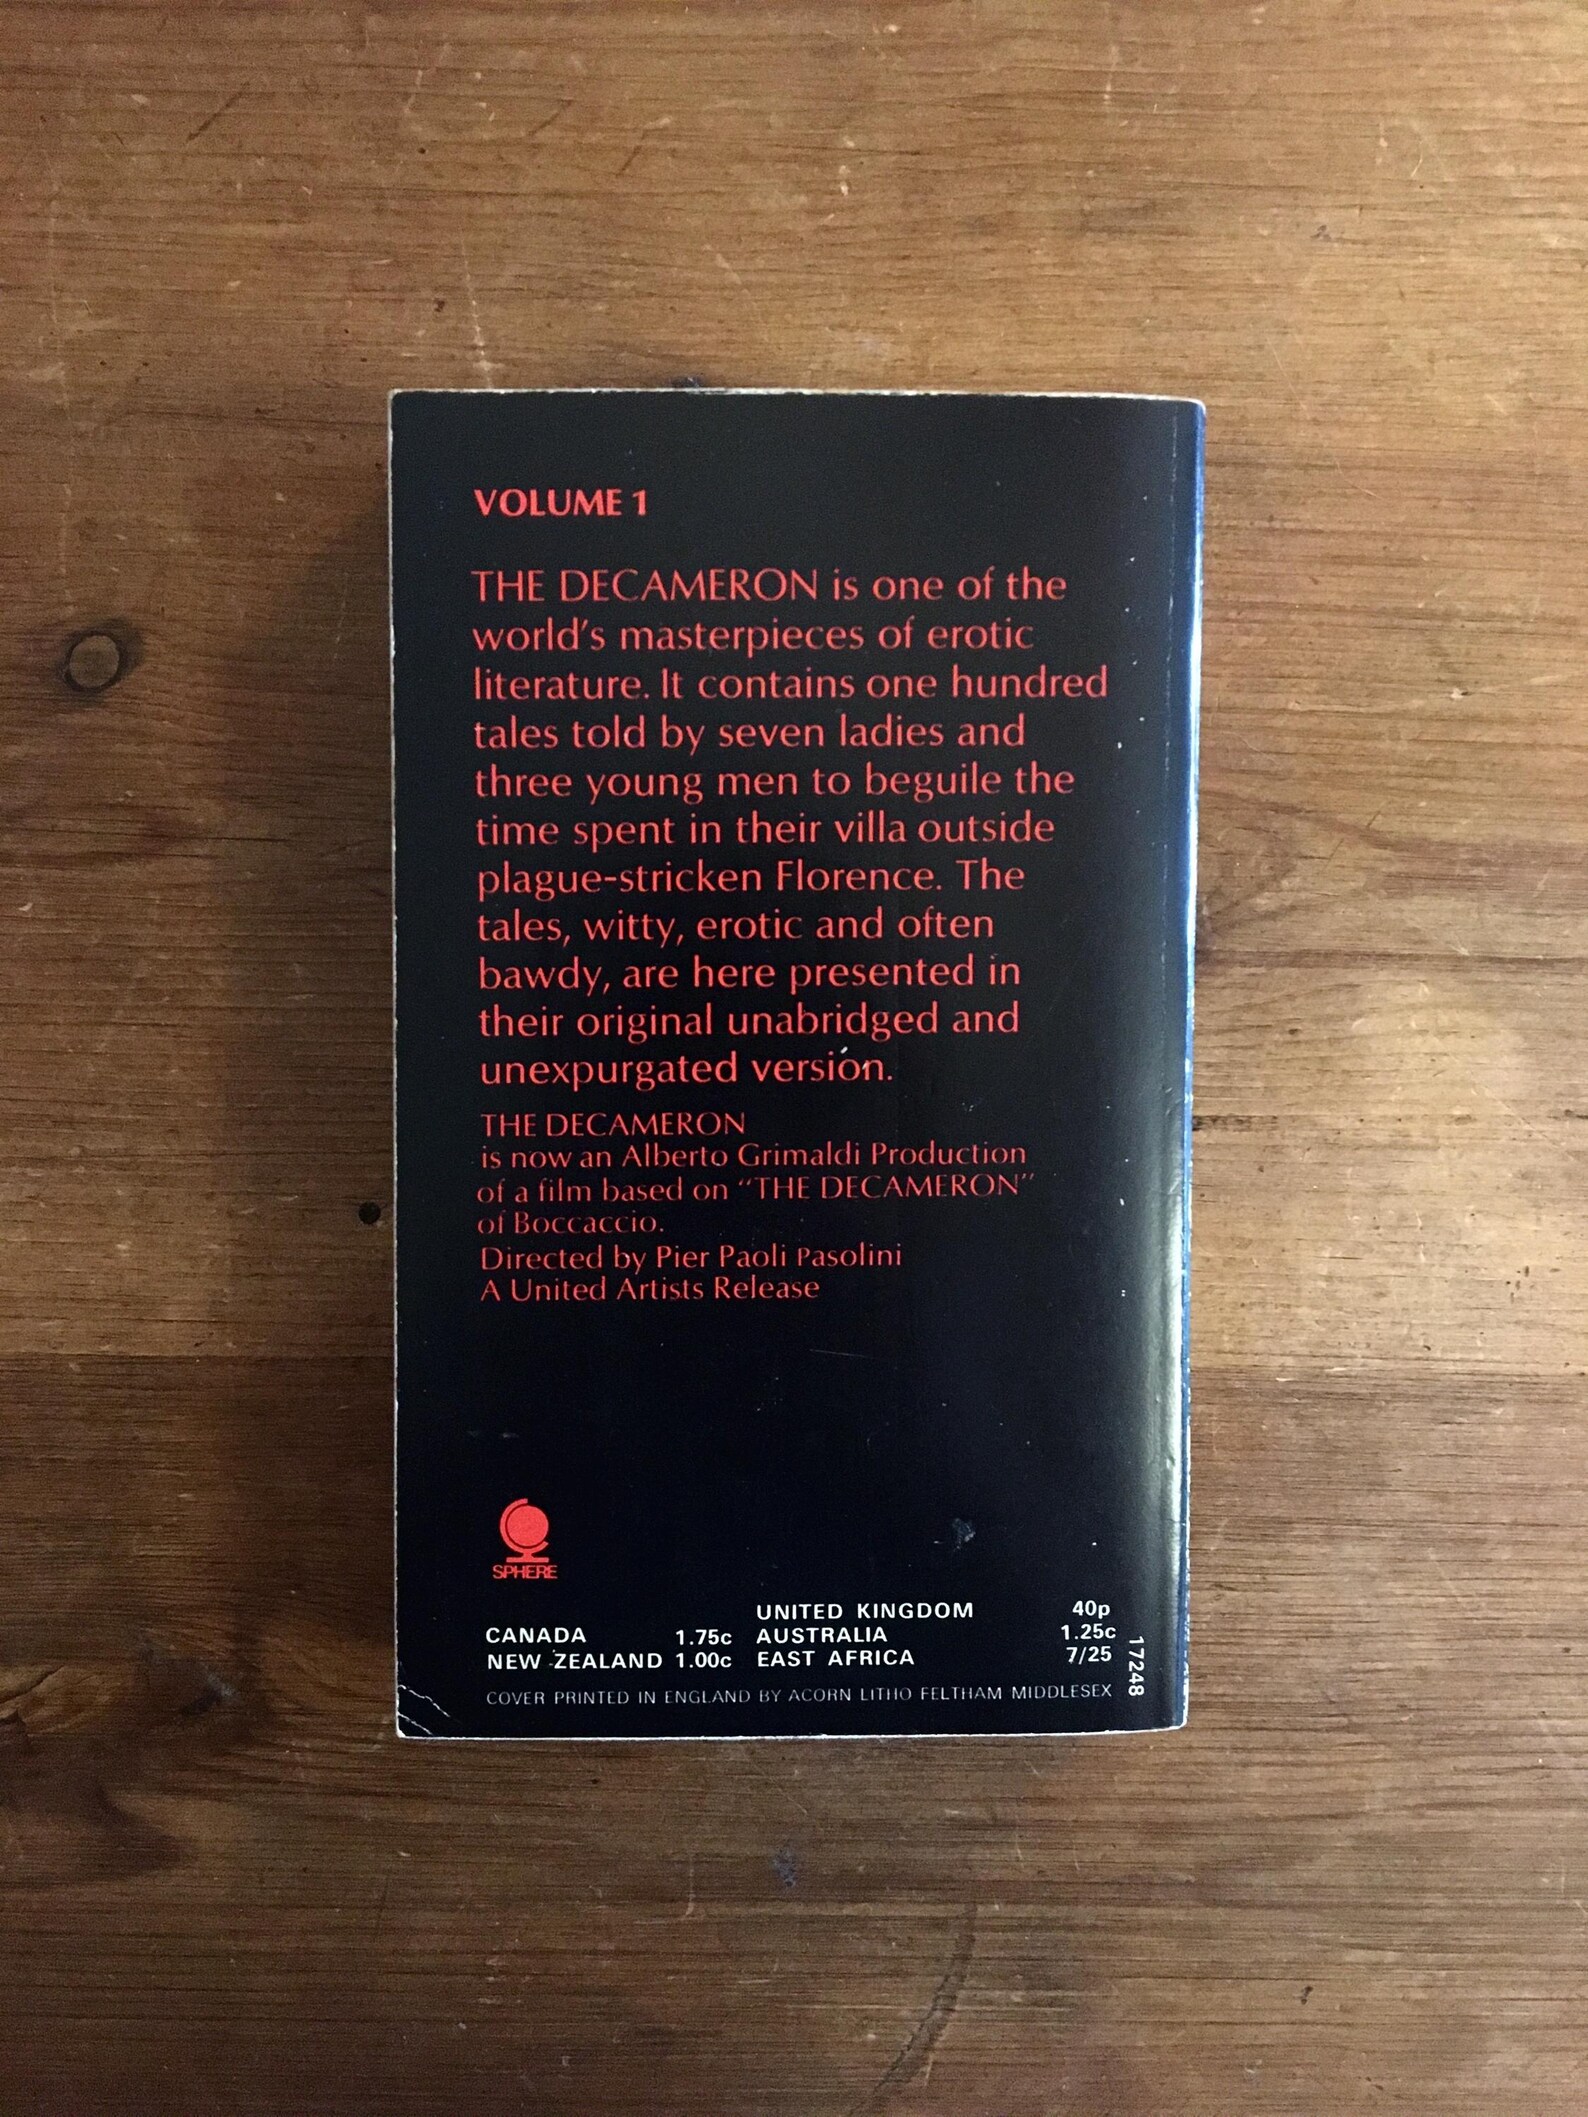 VOLUME 1
THE DECAMERON is one of the
world's masterpieces of erotic
literature. It contains one hundred
tales told by seven ladies and
three young men to beguile the
time spent in their villa outside
plague-stricken Florence. The
tales, witty, erotic and often
bawdy, are here presented in
their original unabridged and
unexpurgated version.
THE DECAMERON
is now an Alberto Grimaldi Production
of a film based on "THE DECAMERON"
of Boccaccio.
Directed by Pier Paoli Pasolini
A United Artists Release
SPHERE
UNITED KINGDOM 40p
CANADA 1.75c AUSTRALIA 1.25c
NEW ZEALAND 1.00c EAST AFRICA 7/25
COVER PRINTED IN ENGLAND BY ACORN LITHO FELTHAM MIDDLESEX
17248